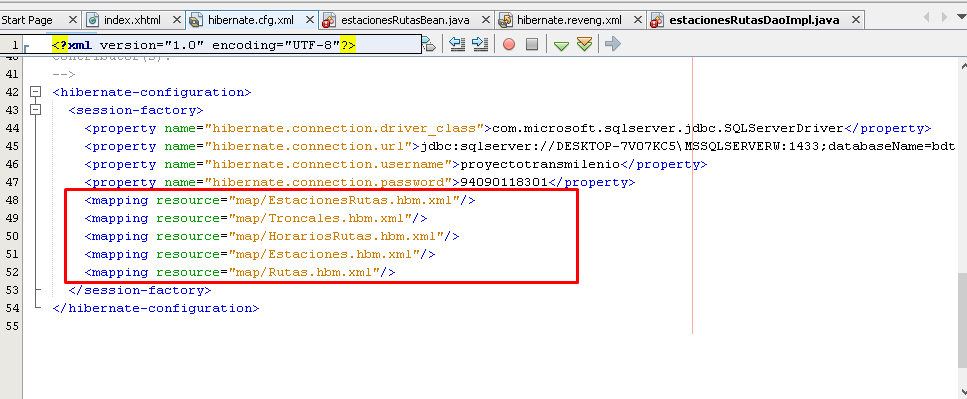 Start Page index.xhtml hibernate.cfg.xml estacionesRutasBean.java hibernate.reveng.xml estacionesRutasDaoImpl.java
1 <?xml version="1.0" encoding="UTF-8"?>
40 Contributor(s):
41 -->
42 <hibernate-configuration>
43 <session-factory>
44 <property name="hibernate.connection.driver_class">com.microsoft.sqlserver.jdbc.SQLServerDriver</property>
45 <property name="hibernate.connection.url">jdbc:sqlserver://DESKTOP-7VO7KC5\MSSQLSERVERW:1433;databaseName=bdt
46 <property name="hibernate.connection.username">proyectotransmilenio</property>
47 <property name="hibernate.connection.password">94090118301</property>
48 <mapping resource="map/EstacionesRutas.hbm.xml"/>
49 <mapping resource="map/Troncales.hbm.xml"/>
50 <mapping resource="map/HorariosRutas.hbm.xml"/>
51 <mapping resource="map/Estaciones.hbm.xml"/>
52 <mapping resource="map/Rutas.hbm.xml"/>
53 </session-factory>
54 </hibernate-configuration>
55